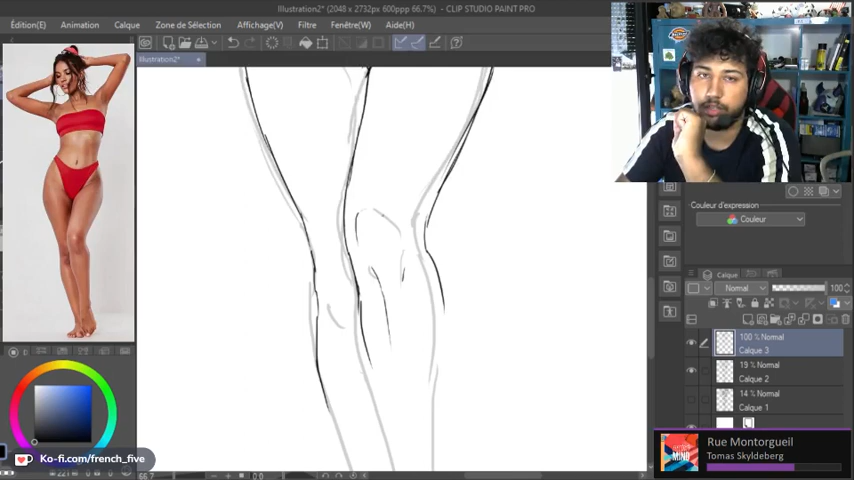 Illustration2* (2048 x 2732px 600ppp 66.7%) - CLIP STUDIO PAINT PRO
Édition(E) Animation Calque Zone de Sélection Affichage(V) Filtre Fenêtre(W) Aide(H)
Illustration2*
Couleur d'expression
Couleur
Calque
Normal 100
100 % Normal
Calque 3
19 % Normal
Calque 2
14 % Normal
Calque 1
Ko-fi.com/french_five
Rue Montorgueil
Tomas Skyldeberg